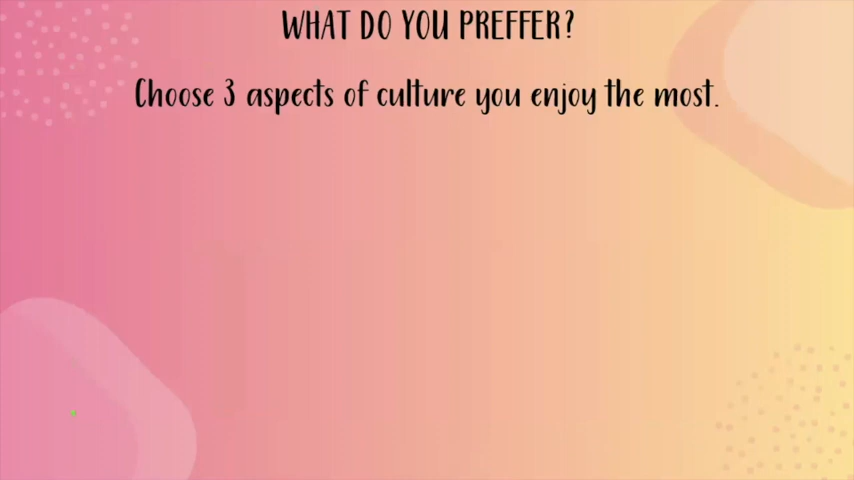 WHAT DO YOU PREFFER?
Choose 3 aspects of culture you enjoy the most.